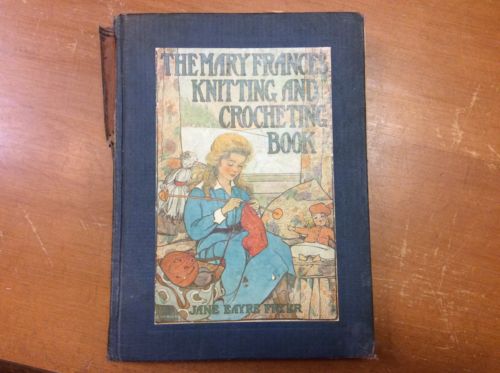 THE MARY FRANCES
KNITTING AND
CROCHETING
BOOK
JANE EAYRE FRYER